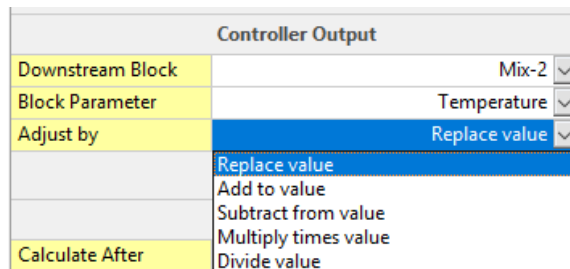 Controller Output
Downstream Block Mix-2
Block Parameter Temperature
Adjust by Replace value
Replace value
Add to value
Subtract from value
Multiply times value
Calculate After Divide value